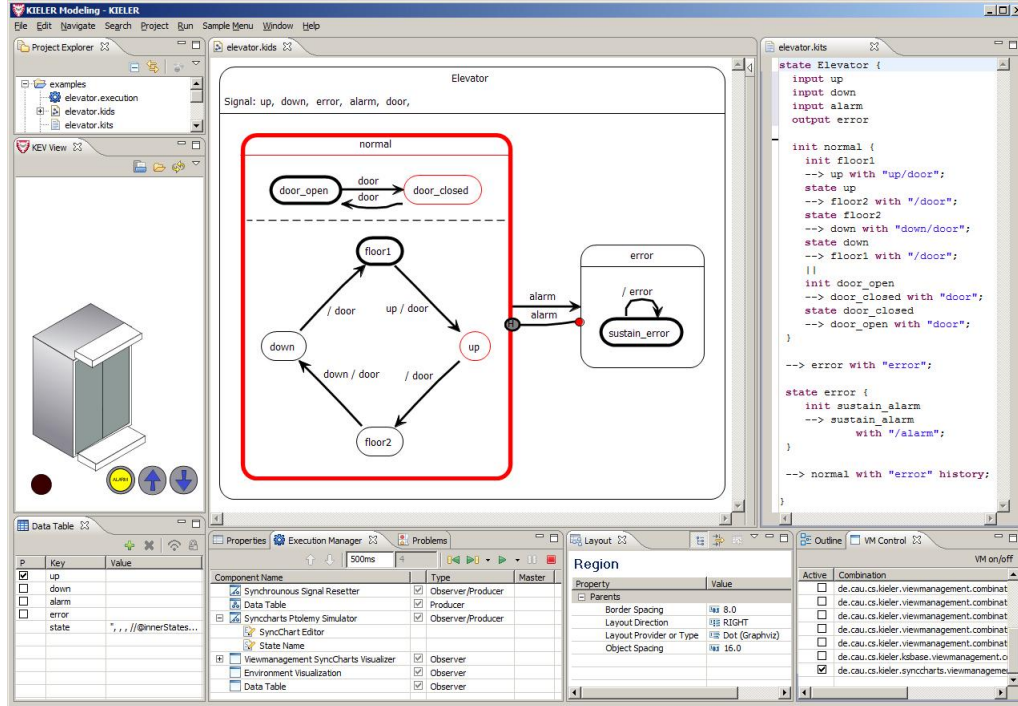 KIELER Modeling - KIELER
File Edit Navigate Search Project Run Sample Menu Window Help
Project Explorer
examples
elevator.execution
elevator.kids
elevator.kits
KEV View
ALARM
elevator.kids
Elevator
Signal: up, down, error, alarm, door,
normal
door_open
door
door
door_closed
floor1
/ door
up / door
down
up
down / door
/ door
floor2
alarm
alarm
H
error
/ error
sustain_error
elevator.kits
state Elevator {
input up
input down
input alarm
output error
init normal {
init floor1
--> up with "up/door";
state up
--> floor2 with "/door";
state floor2
--> down with "down/door";
state down
--> floor1 with "/door";
||
init door_open
--> door_closed with "door";
state door_closed
--> door_open with "door";
}
--> error with "error";
state error {
init sustain_alarm
--> sustain_alarm
with "/alarm";
}
--> normal with "error" history;
}
Data Table
P Key Value
up
down
alarm
error
state ", , , //@innerStates...
Properties Execution Manager Problems
500ms 4
Component Name Type Master
Synchrounous Signal Resetter Observer/Producer
Data Table Producer
Synccharts Ptolemy Simulator Observer/Producer
SyncChart Editor
State Name
Viewmanagement SyncCharts Visualizer Observer
Environment Visualization Observer
Data Table Observer
Layout
Region
Property Value
Parents
Border Spacing 8.0
Layout Direction RIGHT
Layout Provider or Type Dot (Graphviz)
Object Spacing 16.0
Outline VM Control
VM on/off
Active Combination
de.cau.cs.kieler.viewmanagement.combinat
de.cau.cs.kieler.viewmanagement.combinat
de.cau.cs.kieler.viewmanagement.combinat
de.cau.cs.kieler.viewmanagement.combinat
de.cau.cs.kieler.viewmanagement.combinat
de.cau.cs.kieler.ksbase.viewmanagement.co
de.cau.cs.kieler.synccharts.viewmanagemen